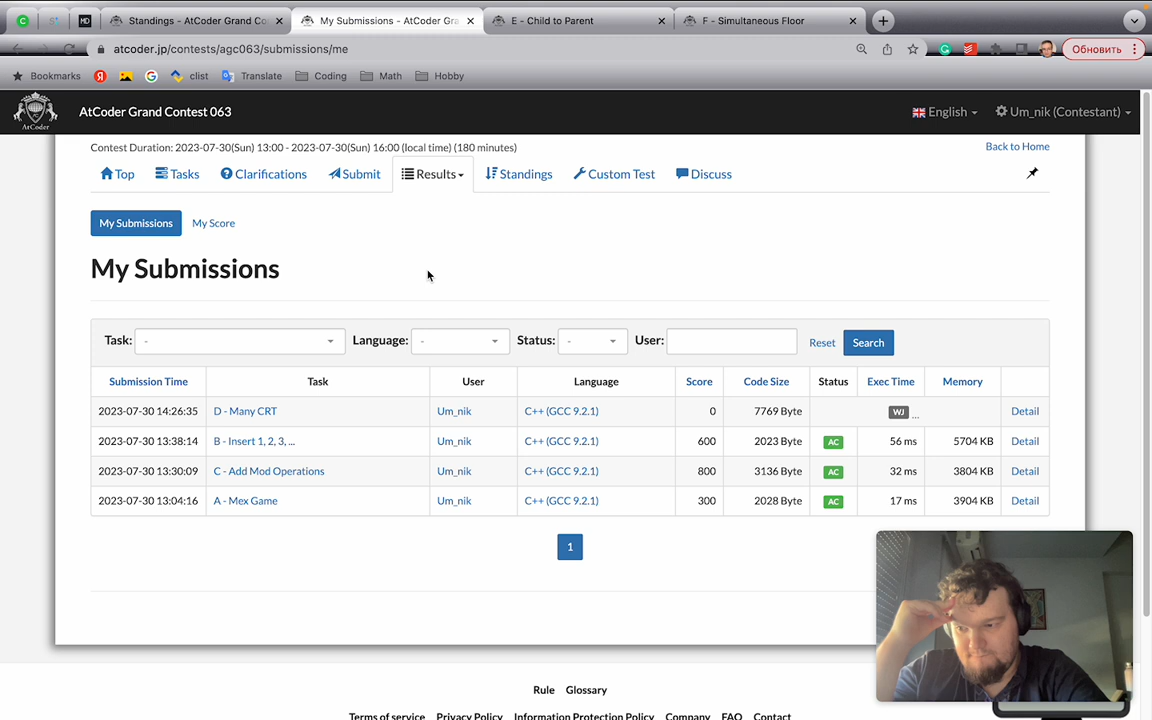 Standings - AtCoder Grand Co
My Submissions - AtCoder Gra
E - Child to Parent
F - Simultaneous Floor
atcoder.jp/contests/agc063/submissions/me
Обновить
Bookmarks
clist
Translate
Coding
Math
Hobby
AtCoder
AtCoder Grand Contest 063
English
Um_nik (Contestant)
Contest Duration: 2023-07-30(Sun) 13:00 - 2023-07-30(Sun) 16:00 (local time) (180 minutes)
Back to Home
Top Tasks Clarifications Submit Results Standings Custom Test Discuss
My Submissions My Score
My Submissions
Task: - Language: - Status: - User: Reset Search
Submission Time Task User Language Score Code Size Status Exec Time Memory
2023-07-30 14:26:35 D - Many CRT Um_nik C++ (GCC 9.2.1) 0 7769 Byte WJ ... Detail
2023-07-30 13:38:14 B - Insert 1, 2, 3, ... Um_nik C++ (GCC 9.2.1) 600 2023 Byte AC 56 ms 5704 KB Detail
2023-07-30 13:30:09 C - Add Mod Operations Um_nik C++ (GCC 9.2.1) 800 3136 Byte AC 32 ms 3804 KB Detail
2023-07-30 13:04:16 A - Mex Game Um_nik C++ (GCC 9.2.1) 300 2028 Byte AC 17 ms 3904 KB Detail
1
Rule Glossary
Terms of service Privacy Policy Information Protection Policy Company FAQ Contact